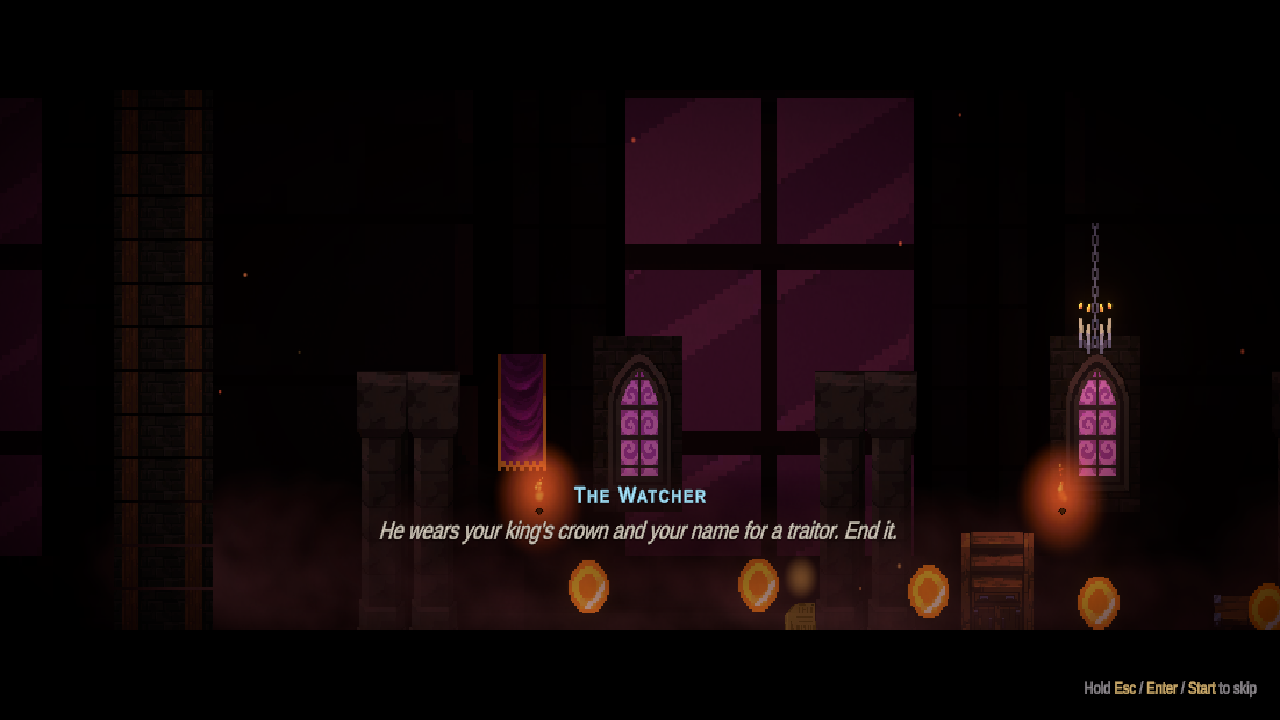 The Watcher
He wears your king's crown and your name for a traitor. End it.
Hold Esc / Enter / Start to skip